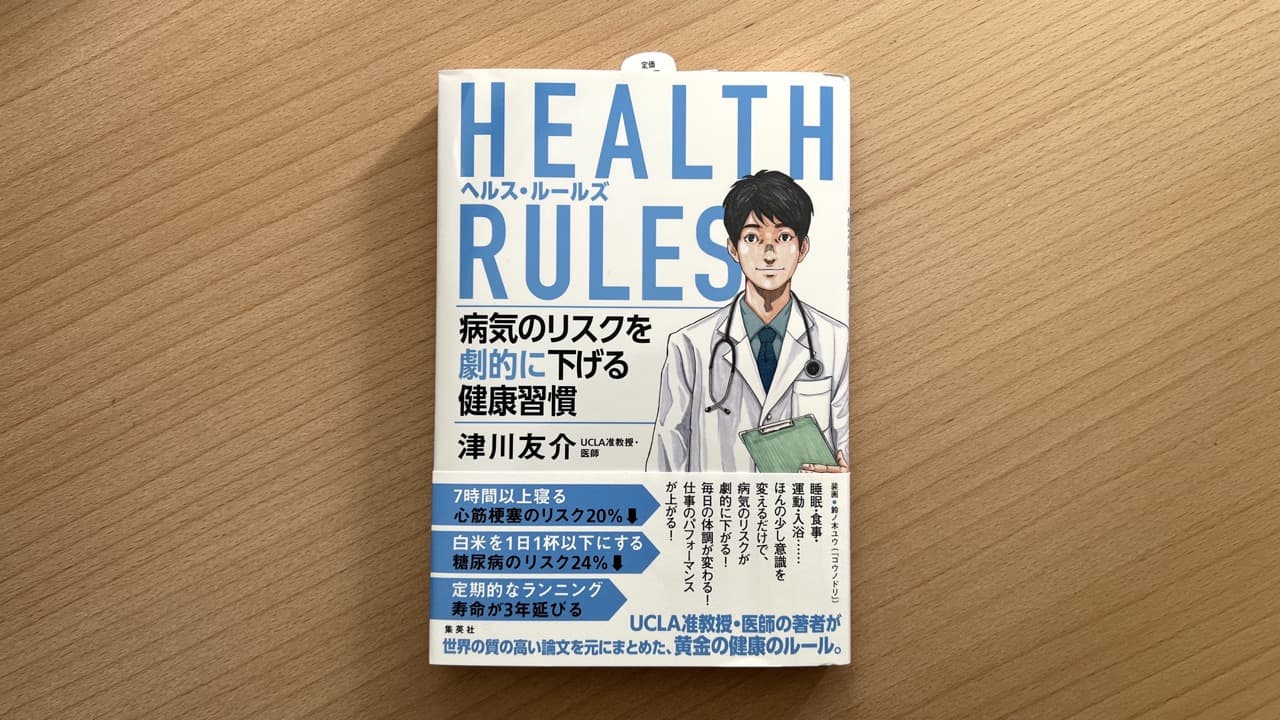 定価
HEALTH
ヘルス・ルールズ
RULES
病気のリスクを
劇的に下げる
健康習慣
津川友介
UCLA准教授・
医師
7時間以上寝る
心筋梗塞のリスク20%⬇
白米を1日1杯以下にする
糖尿病のリスク24%⬇
定期的なランニング
寿命が3年延びる
装画●鈴ノ木ユウ(『コウノドリ』)
睡眠・食事・
運動・入浴……
ほんの少し意識を
変えるだけで、
病気のリスクが
劇的に下がる!
毎日の体調が変わる!
仕事のパフォーマンス
が上がる!
集英社
UCLA准教授・医師の著者が
世界の質の高い論文を元にまとめた、黄金の健康のルール。